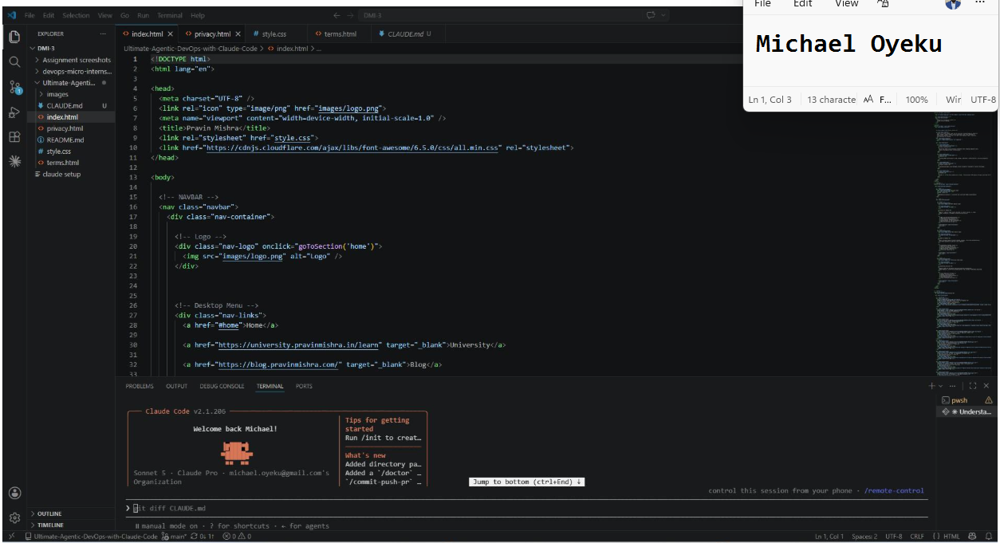 File Edit Selection View Go Run Terminal Help
DMI-3
File Edit View
Michael Oyeku
Ln 1, Col 3
13 characte
F...
100%
UTF-8
EXPLORER
DMI-3
Assignment screeshots
devops-micro-interns...
Ultimate-Agenti...
images
CLAUDE.md U
index.html
privacy.html
README.md
style.css
terms.html
claude setup
OUTLINE
TIMELINE
index.html
privacy.html
style.css
terms.html
CLAUDE.md U
Ultimate-Agentic-DevOps-with-Claude-Code > index.html > ...
1 <!DOCTYPE html>
2 <html lang="en">
3
4 <head>
5 <meta charset="UTF-8" />
6 <link rel="icon" type="image/png" href="images/logo.png">
7 <meta name="viewport" content="width=device-width, initial-scale=1.0" />
8 <title>Pravin Mishra</title>
9 <link rel="stylesheet" href="style.css">
10 <link href="https://cdnjs.cloudflare.com/ajax/libs/font-awesome/6.5.0/css/all.min.css" rel="stylesheet">
11 </head>
12
13 <body>
14
15 <!-- NAVBAR -->
16 <nav class="navbar">
17 <div class="nav-container">
18
19 <!-- Logo -->
20 <div class="nav-logo" onclick="goToSection('home')">
21 <img src="images/logo.png" alt="Logo" />
22 </div>
23
24
25
26 <!-- Desktop Menu -->
27 <div class="nav-links">
28 <a href="#home">Home</a>
29
30 <a href="https://university.pravinmishra.in/learn" target="_blank">University</a>
31
32 <a href="https://blog.pravinmishra.com/" target="_blank">Blog</a>
33
PROBLEMS OUTPUT DEBUG CONSOLE TERMINAL PORTS
pwsh
Understa...
Claude Code v2.1.206
Welcome back Michael!
Sonnet 5 · Claude Pro · michael.oyeku@gmail.com's
Organization
Tips for getting
started
Run /init to creat…
What's new
Added directory pa…
Added a `/doctor` …
`/commit-push-pr` …
Jump to bottom (ctrl+End) ↓
control this session from your phone · /remote-control
❯ git diff CLAUDE.md
⏸ manual mode on · ? for shortcuts · ← for agents
Ultimate-Agentic-DevOps-with-Claude-Code main* 0↓ 1↑ 0 0
Ln 1, Col 1 Spaces: 2 UTF-8 CRLF { } HTML